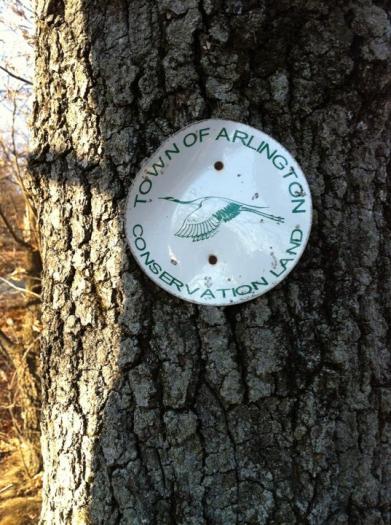 TOWN OF ARLINGTON
CONSERVATION LAND